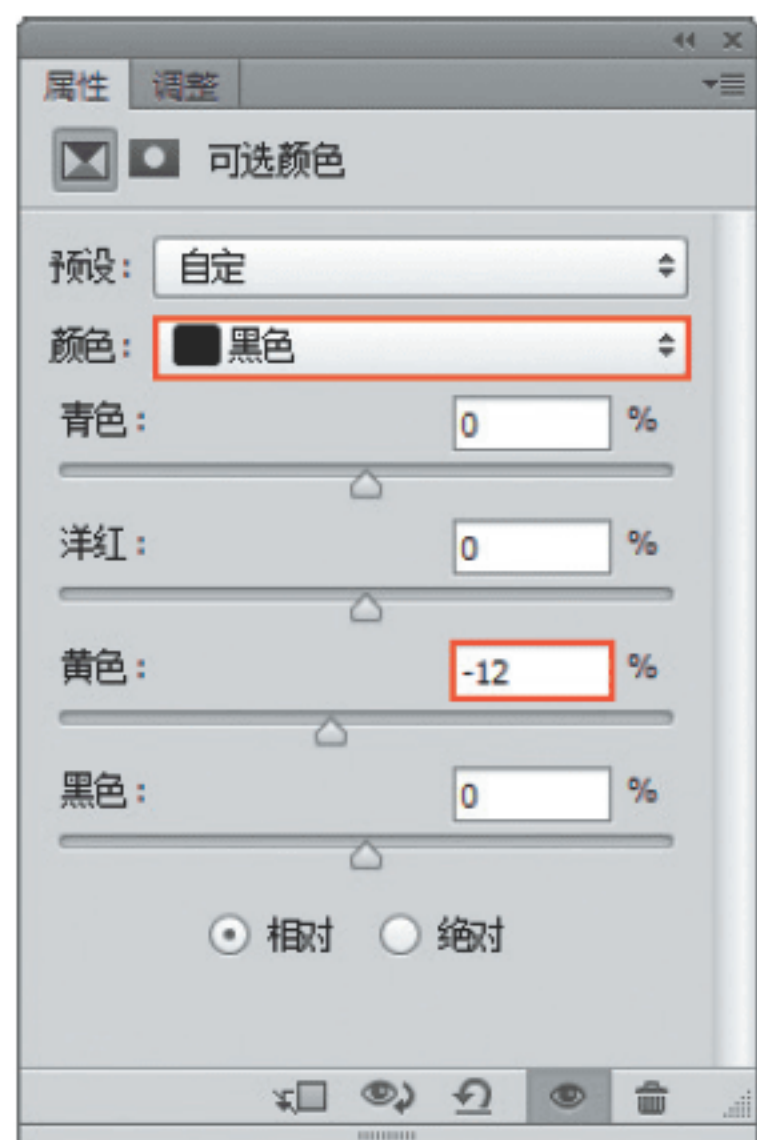 属性 调整
可选颜色
预设: 自定
颜色: 黑色
青色: 0 %
洋红: 0 %
黄色: -12 %
黑色: 0 %
相对 绝对